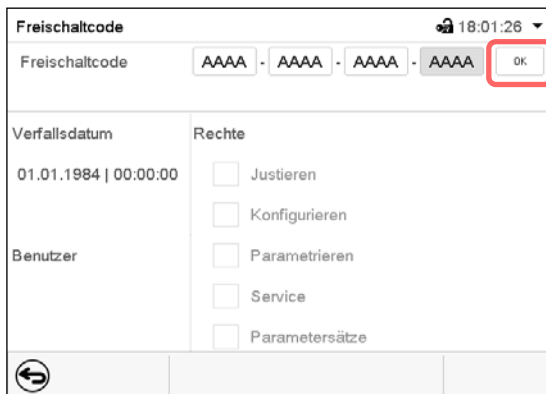 Freischaltcode 18:01:26
Freischaltcode AAAA - AAAA - AAAA - AAAA OK
Verfallsdatum Rechte
01.01.1984 | 00:00:00 Justieren
Konfigurieren
Benutzer Parametrieren
Service
Parametersätze